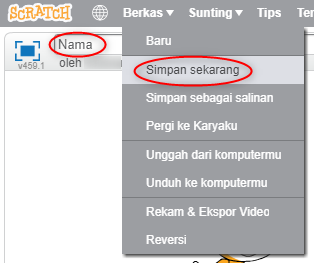 SCRATCH Berkas Sunting Tips Ter
Nama
oleh
v459.1
Baru
Simpan sekarang
Simpan sebagai salinan
Pergi ke Karyaku
Unggah dari komputermu
Unduh ke komputermu
Rekam & Ekspor Video
Reversi